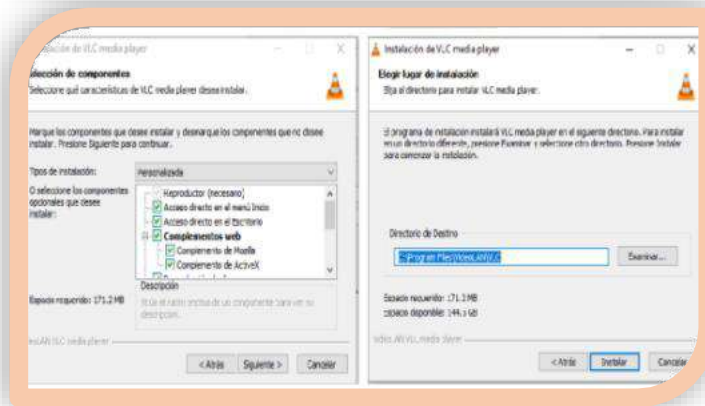 Instalación de VLC media player
Selección de componentes
Seleccione qué características de VLC media player desee instalar.
Marque los componentes que desee instalar y desmarque los componentes que no desee
instalar. Presione Siguiente para continuar.
Tipos de instalación:
Personalizada
O seleccione los componentes
opcionales que desee
instalar:
Reproductor (necesario)
Acceso directo en el menú Inicio
Acceso directo en el Escritorio
Complementos web
Complemento de Mozilla
Complemento de ActiveX
Espacio requerido: 171.2 MB
Descripción
Sitúe el ratón encima de un componente para ver su
descripción.
VideoLAN VLC media player
< Atrás
Siguiente >
Cancelar
Instalación de VLC media player
Elegir lugar de instalación
Elija el directorio para instalar VLC media player.
El programa de instalación instalará VLC media player en el siguiente directorio. Para instalar
en un directorio diferente, presione Examinar y seleccione otro directorio. Presione Instalar
para comenzar la instalación.
Directorio de Destino
C:\Program Files\VideoLAN\VLC
Examinar...
Espacio requerido: 171.2 MB
Espacio disponible: 144.5 GB
VideoLAN VLC media player
< Atrás
Instalar
Cancelar